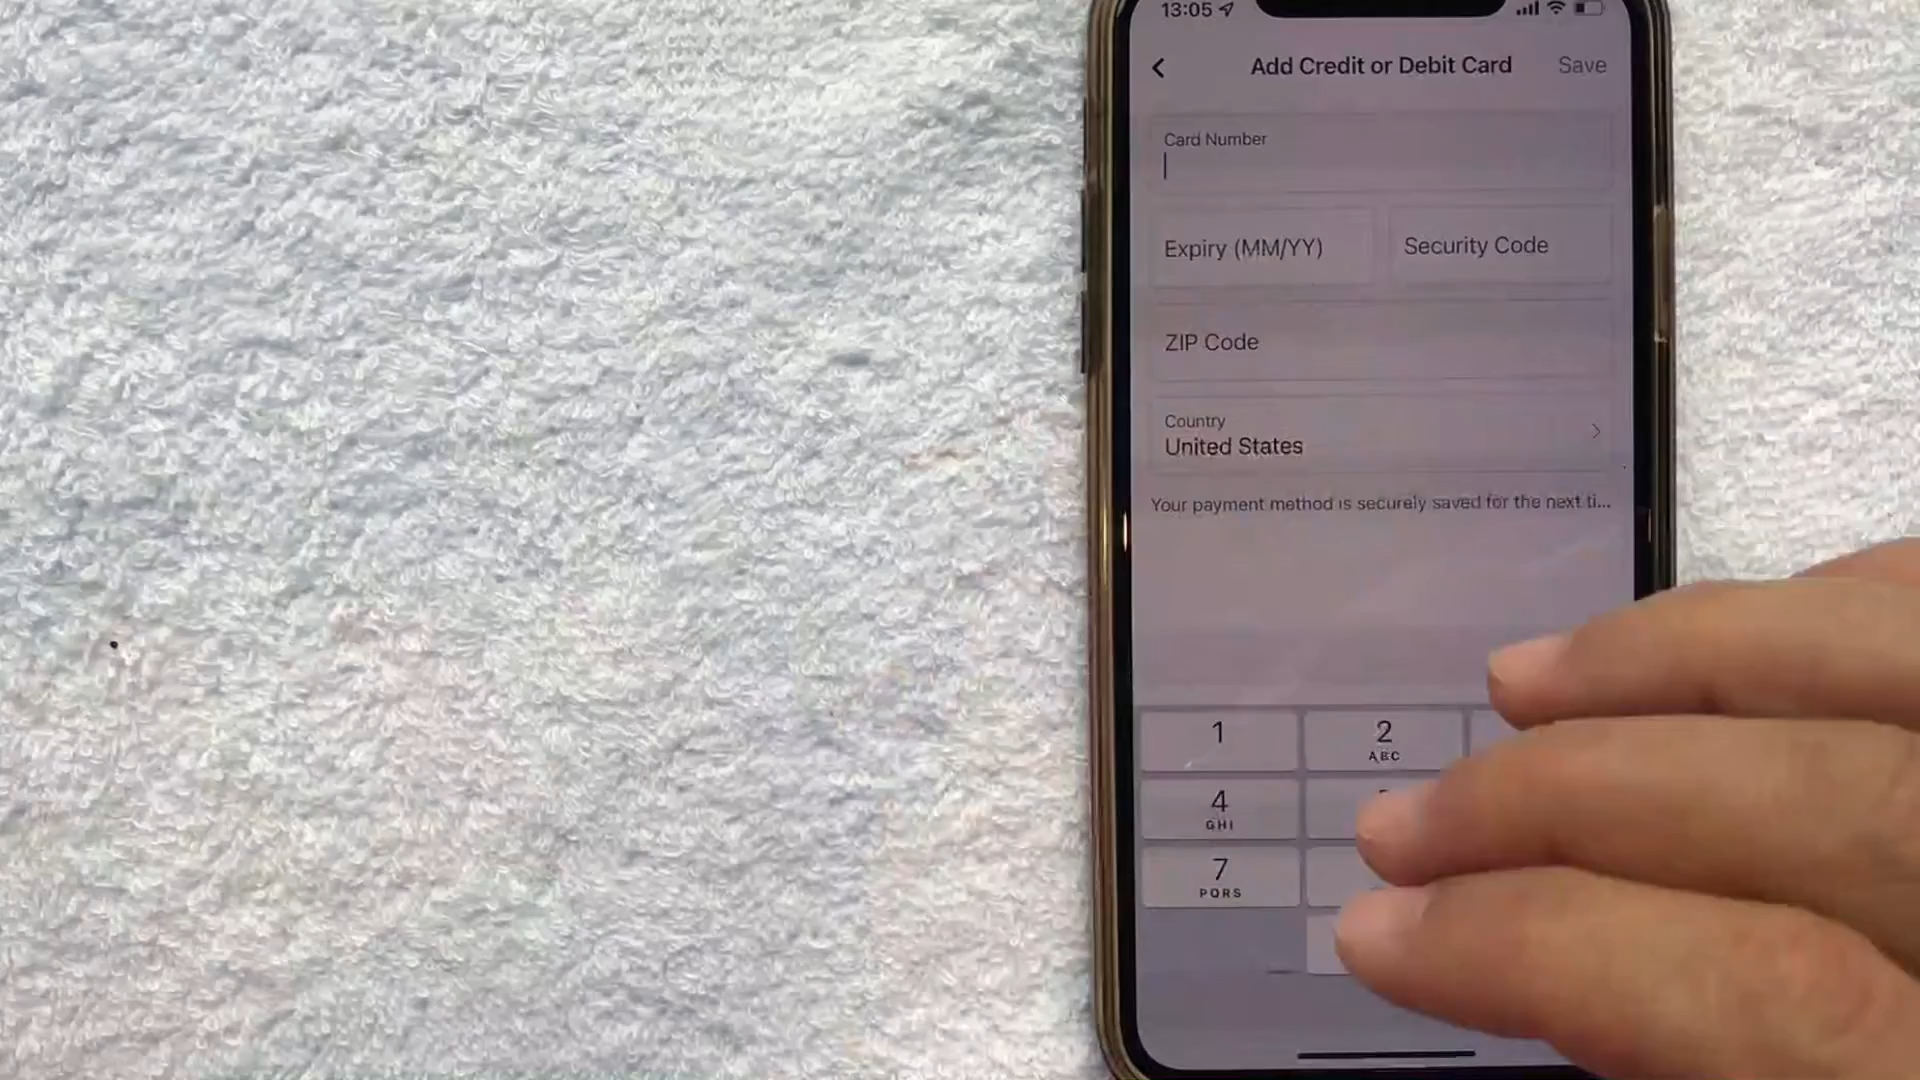 13:05
Add Credit or Debit Card Save
Card Number
Expiry (MM/YY) Security Code
ZIP Code
Country
United States
Your payment method is securely saved for the next ti...
1 2
ABC
4
GHI
7
PQRS